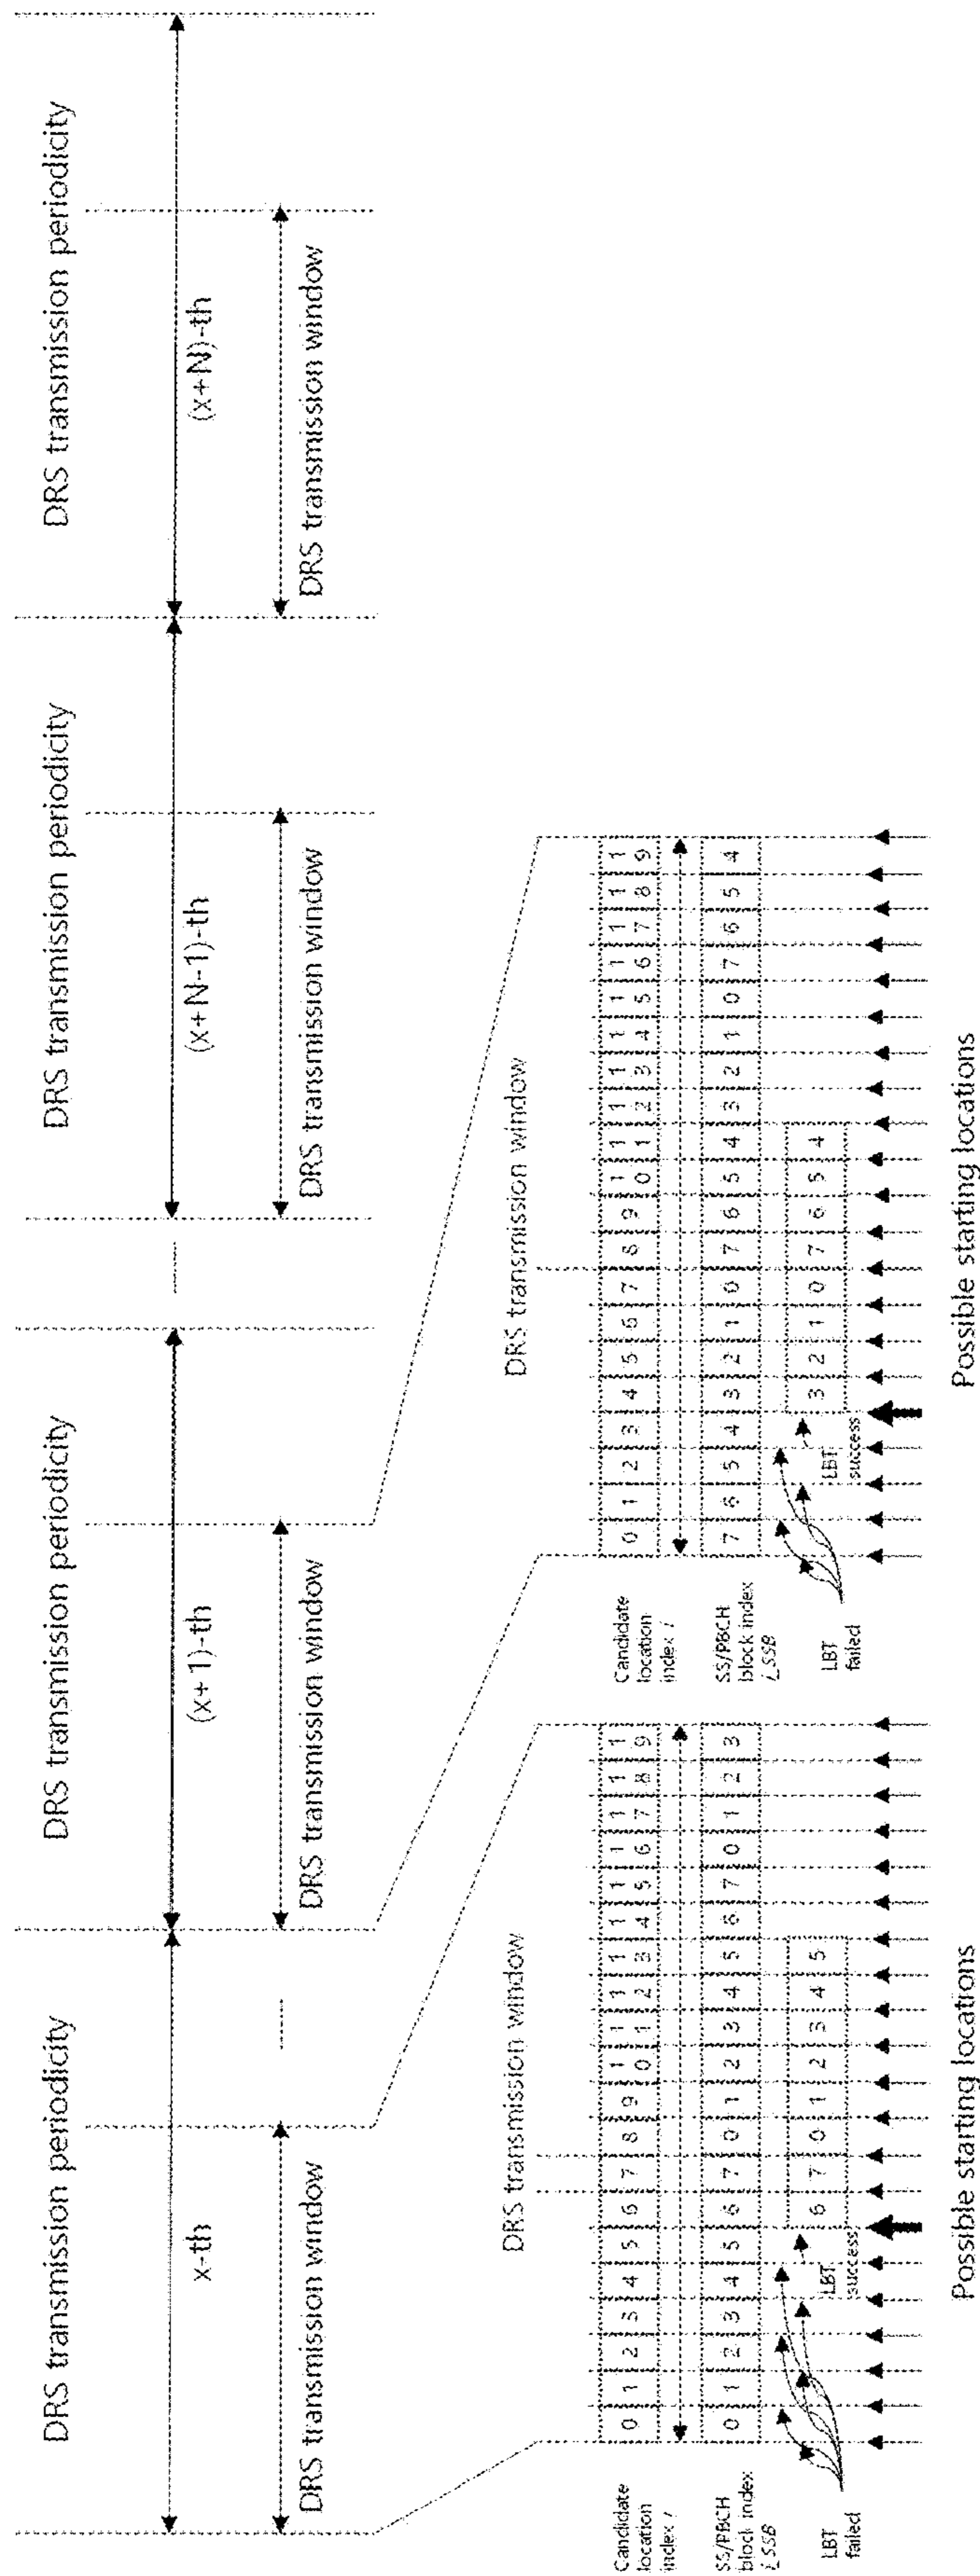 DRS transmission periodicity
DRS transmission periodicity
DRS transmission periodicity
DRS transmission periodicity
x-th
(x+1)-th
(x+N-1)-th
(x+N)-th
DRS transmission window
DRS transmission window
DRS transmission window
DRS transmission window
DRS transmission window
Candidate
location
index i
0 1 2 3 4 5 6 7 8 9 10 11 12 13 14 15 16 17 18 19
SS/PBCH
block index
i_SSB
0 1 2 3 4 5 6 7 0 1 2 3 4 5 6 7 0 1 2 3
6 7 0 1 2 3 4 5
LBT
failed
LBT
success
Possible starting locations
DRS transmission window
Candidate
location
index i
0 1 2 3 4 5 6 7 8 9 10 11 12 13 14 15 16 17 18 19
SS/PBCH
block index
i_SSB
7 6 5 4 3 2 1 0 7 6 5 4 3 2 1 0 7 6 5 4
3 2 1 0 7 6 5 4
LBT
failed
LBT
success
Possible starting locations